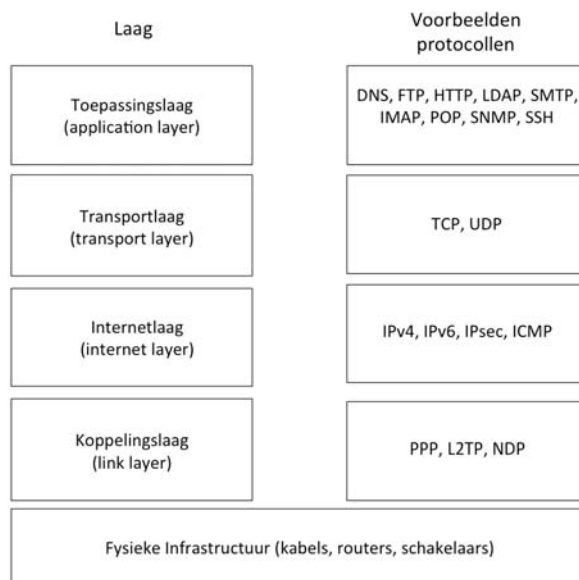 Laag
Voorbeelden
protocollen
Toepassingslaag
(application layer)
DNS, FTP, HTTP, LDAP, SMTP,
IMAP, POP, SNMP, SSH
Transportlaag
(transport layer)
TCP, UDP
Internetlaag
(internet layer)
IPv4, IPv6, IPsec, ICMP
Koppelingslaag
(link layer)
PPP, L2TP, NDP
Fysieke Infrastructuur (kabels, routers, schakelaars)